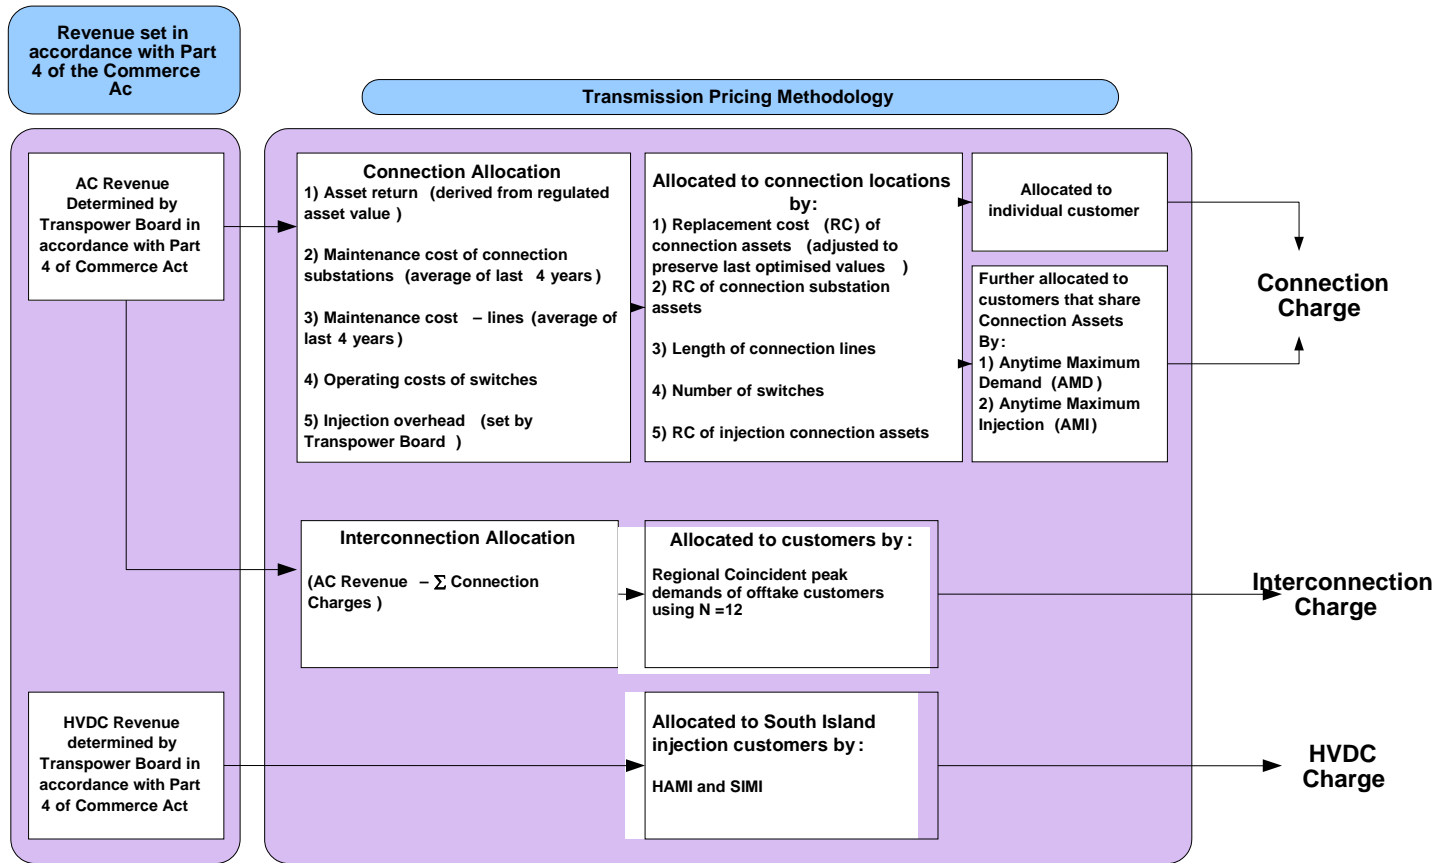 Revenue set in
accordance with Part
4 of the Commerce
Ac
Transmission Pricing Methodology
AC Revenue
Determined by
Transpower Board in
accordance with Part
4 of Commerce Act
Connection Allocation
1) Asset return (derived from regulated
asset value )
2) Maintenance cost of connection
substations (average of last 4 years)
3) Maintenance cost – lines (average of
last 4 years)
4) Operating costs of switches
5) Injection overhead (set by
Transpower Board )
Allocated to connection locations
by:
1) Replacement cost (RC) of
connection assets (adjusted to
preserve last optimised values )
2) RC of connection substation
assets
3) Length of connection lines
4) Number of switches
5) RC of injection connection assets
Allocated to
individual customer
Further allocated to
customers that share
Connection Assets
By:
1) Anytime Maximum
Demand (AMD)
2) Anytime Maximum
Injection (AMI)
Connection
Charge
Interconnection Allocation
(AC Revenue – ∑ Connection
Charges )
Allocated to customers by:
Regional Coincident peak
demands of offtake customers
using N =12
Interconnection
Charge
HVDC Revenue
determined by
Transpower Board in
accordance with Part
4 of Commerce Act
Allocated to South Island
injection customers by:
HAMI and SIMI
HVDC
Charge